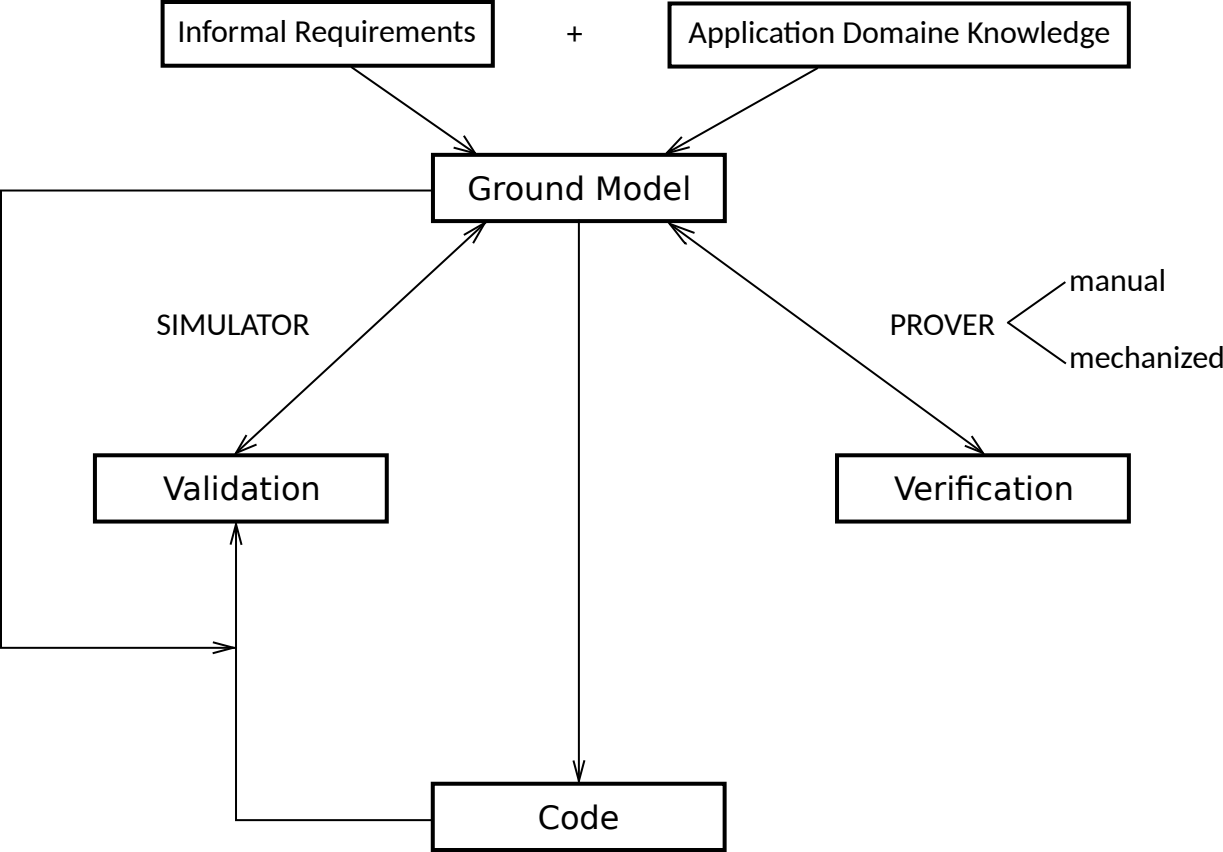 Informal Requirements
+
Application Domaine Knowledge
Ground Model
manual
SIMULATOR
PROVER
mechanized
Validation
Verification
Code